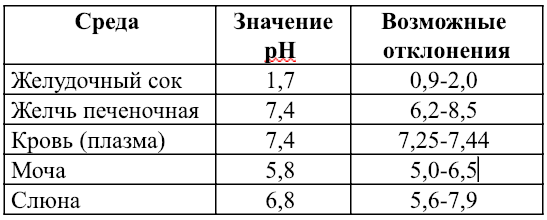 Среда Значение pH Возможные отклонения
Желудочный сок 1,7 0,9-2,0
Желчь печеночная 7,4 6,2-8,5
Кровь (плазма) 7,4 7,25-7,44
Моча 5,8 5,0-6,5
Слюна 6,8 5,6-7,9